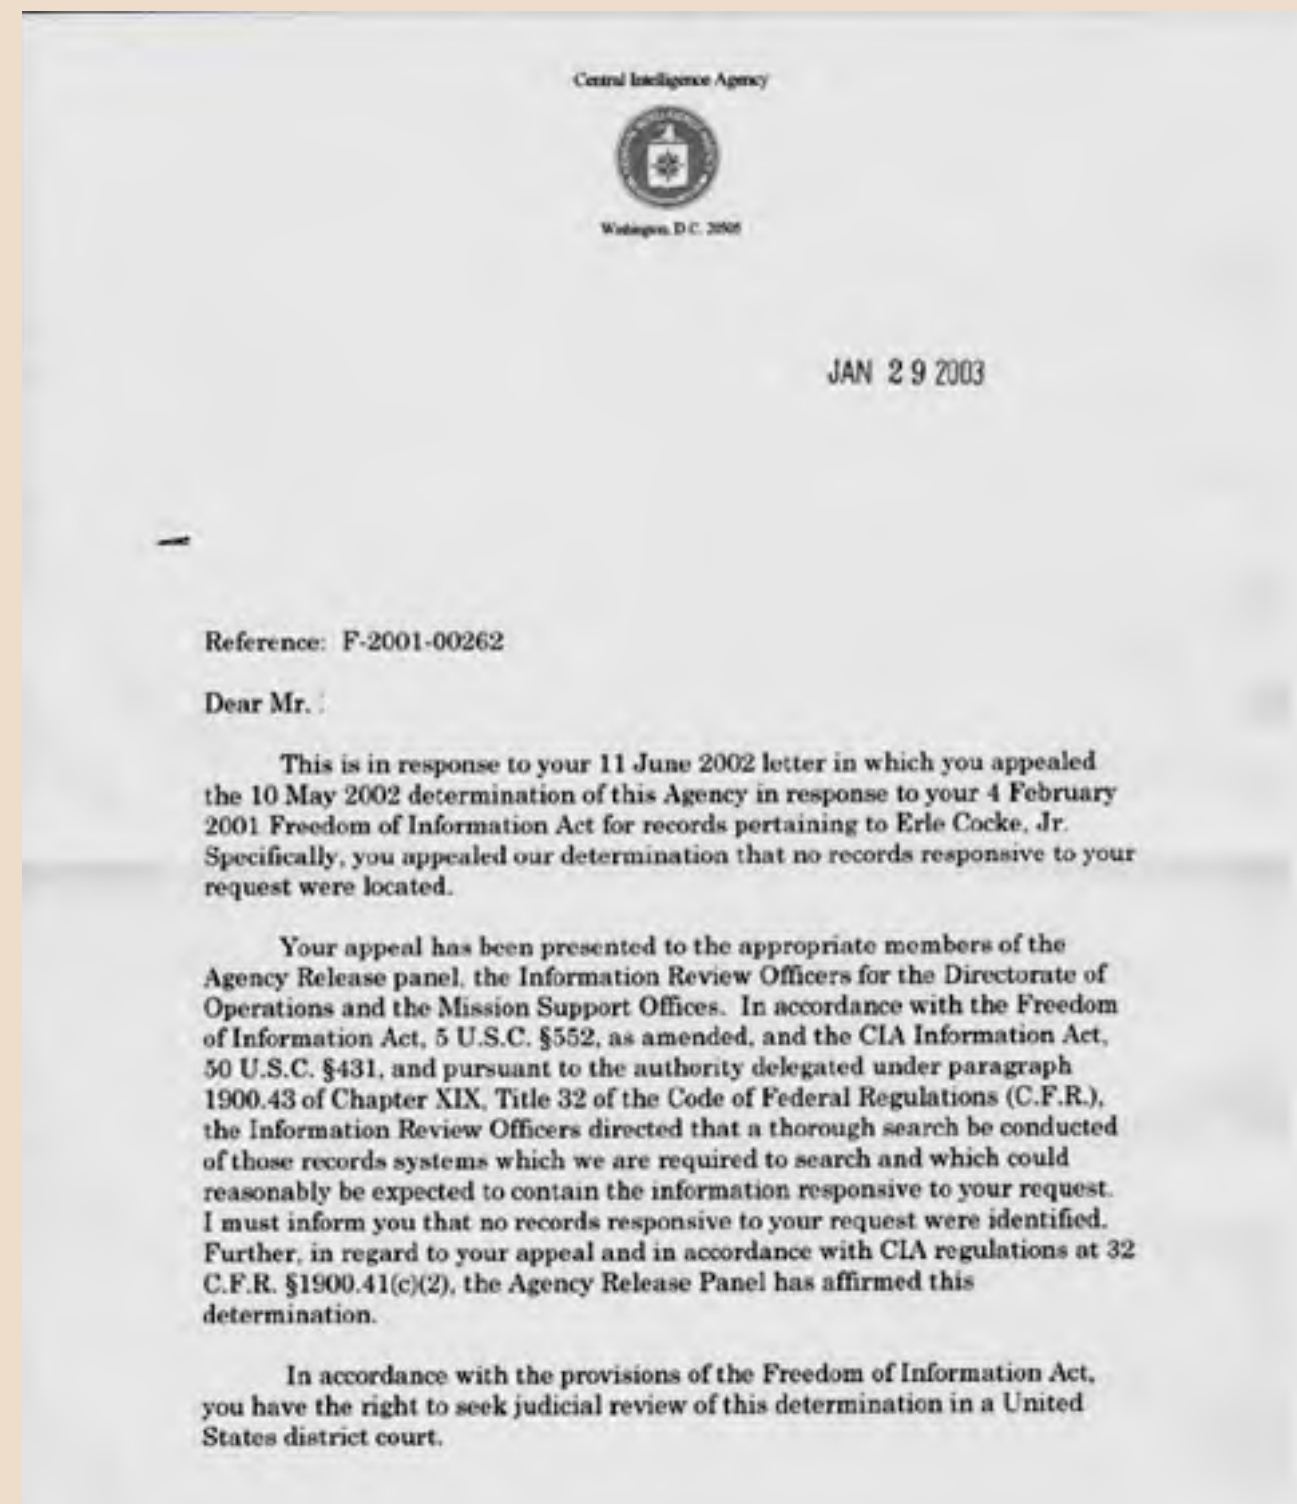 Central Intelligence Agency
Washington, D.C. 20505
JAN 29 2003
Reference: F-2001-00262
Dear Mr.
This is in response to your 11 June 2002 letter in which you appealed
the 10 May 2002 determination of this Agency in response to your 4 February
2001 Freedom of Information Act for records pertaining to Erle Cocke, Jr.
Specifically, you appealed our determination that no records responsive to your
request were located.
Your appeal has been presented to the appropriate members of the
Agency Release panel, the Information Review Officers for the Directorate of
Operations and the Mission Support Offices. In accordance with the Freedom
of Information Act, 5 U.S.C. §552, as amended, and the CIA Information Act,
50 U.S.C. §431, and pursuant to the authority delegated under paragraph
1900.43 of Chapter XIX, Title 32 of the Code of Federal Regulations (C.F.R.),
the Information Review Officers directed that a thorough search be conducted
of those records systems which we are required to search and which could
reasonably be expected to contain the information responsive to your request.
I must inform you that no records responsive to your request were identified.
Further, in regard to your appeal and in accordance with CIA regulations at 32
C.F.R. §1900.41(c)(2), the Agency Release Panel has affirmed this
determination.
In accordance with the provisions of the Freedom of Information Act,
you have the right to seek judicial review of this determination in a United
States district court.